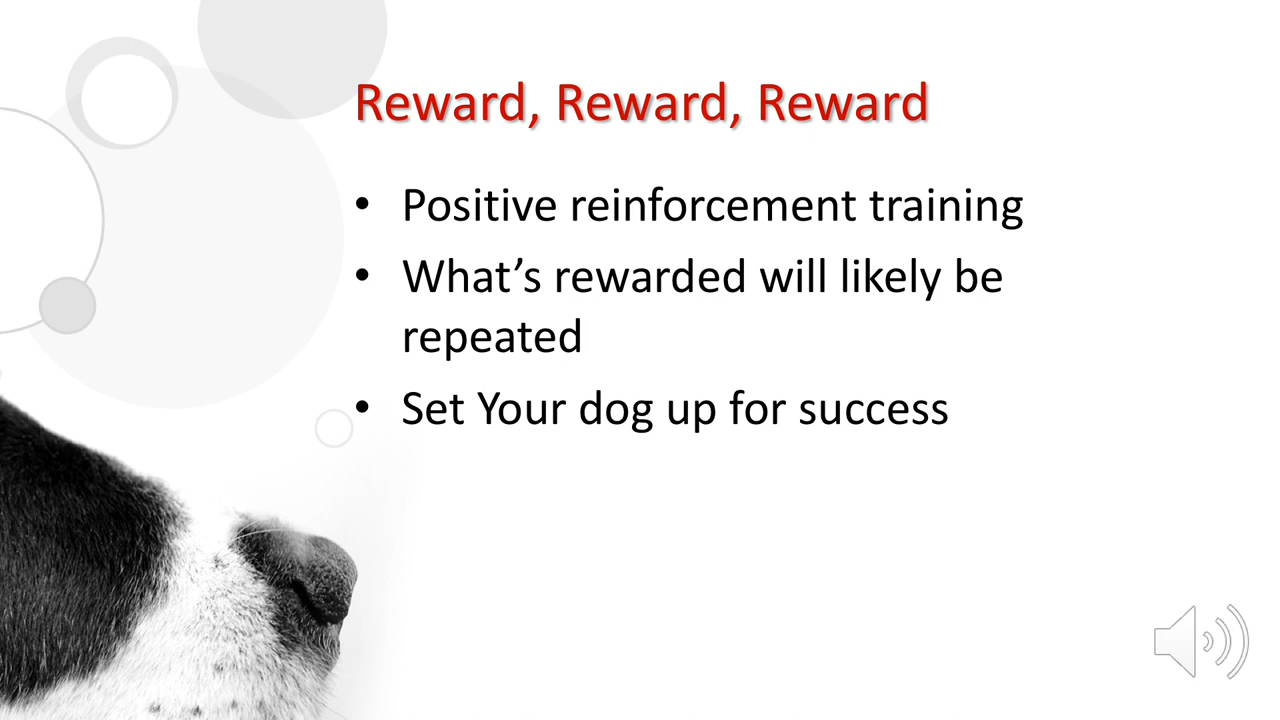 Reward, Reward, Reward
• Positive reinforcement training
• What’s rewarded will likely be
repeated
• Set Your dog up for success